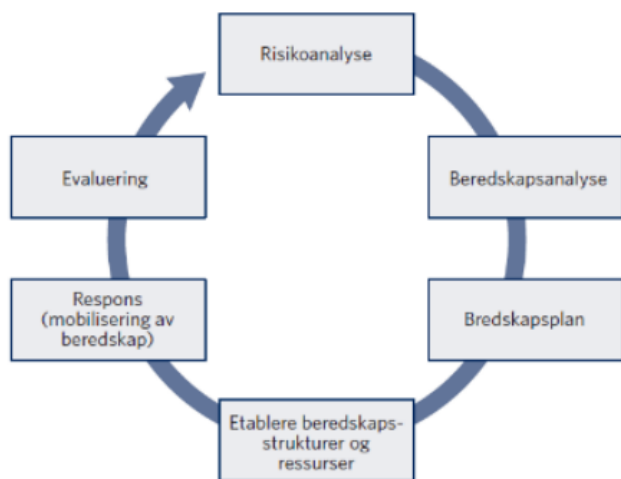 Risikoanalyse
Beredskapsanalyse
Bredskapsplan
Etablere beredskaps-
strukturer og
ressurser
Respons
(mobilisering av
beredskap)
Evaluering